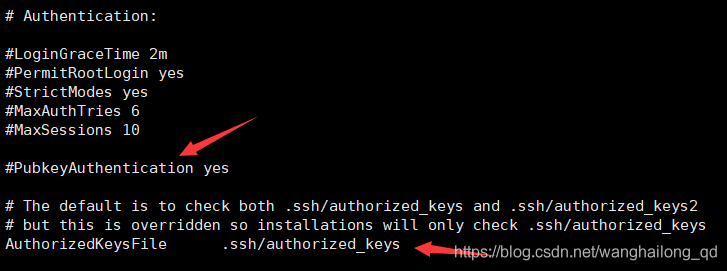 # Authentication:
#LoginGraceTime 2m
#PermitRootLogin yes
#StrictModes yes
#MaxAuthTries 6
#MaxSessions 10
#PubkeyAuthentication yes
# The default is to check both .ssh/authorized_keys and .ssh/authorized_keys2
# but this is overridden so installations will only check .ssh/authorized_keys
AuthorizedKeysFile      .ssh/authorized_keys
https://blog.csdn.net/wanghailong_qd